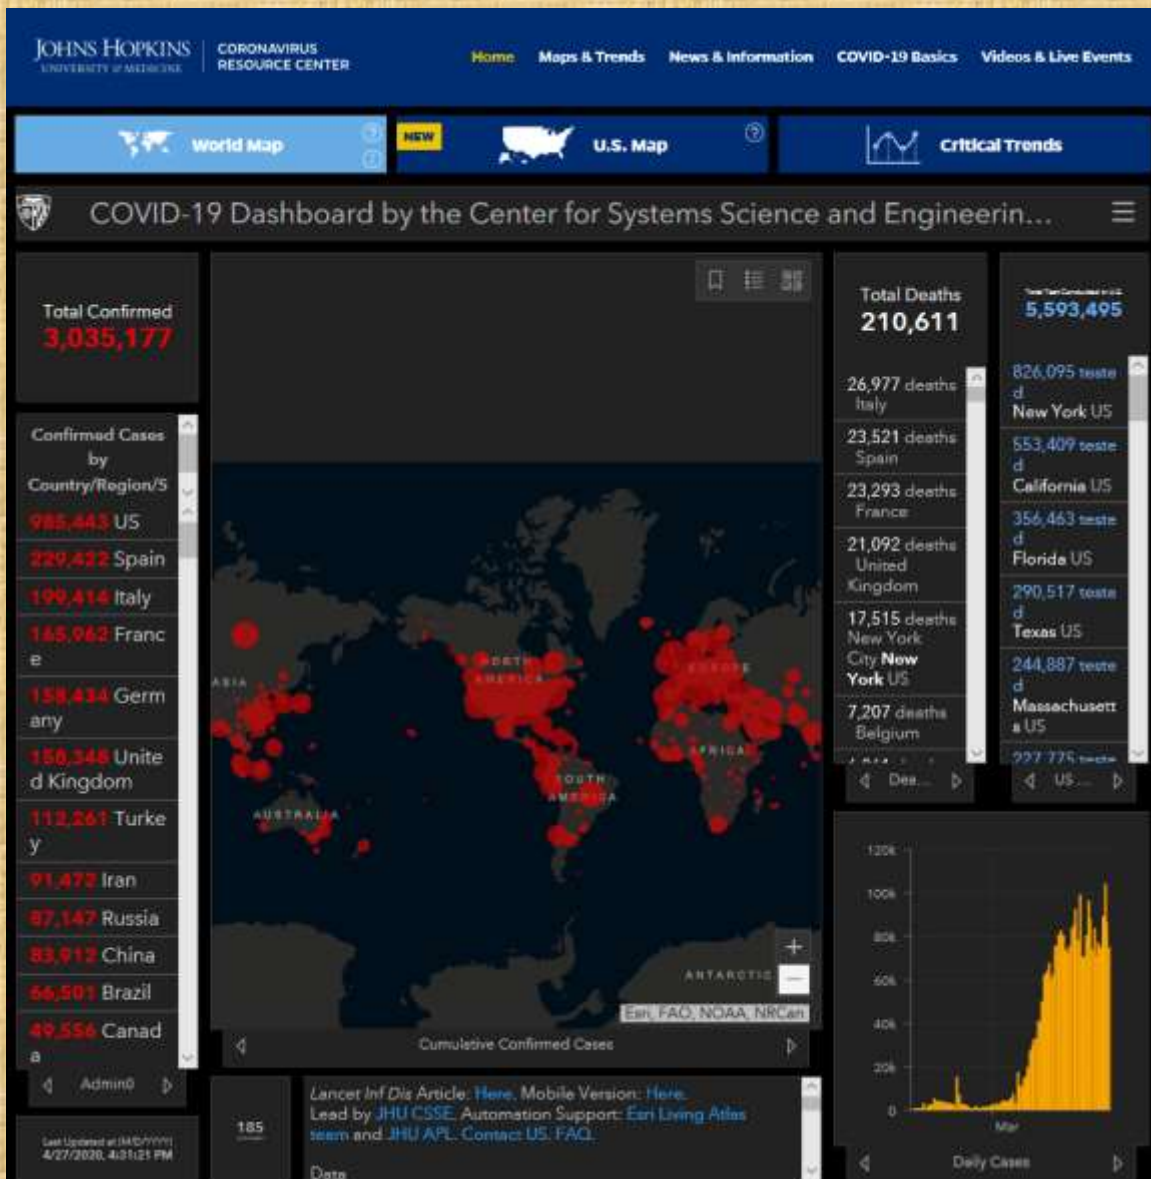 JOHNS HOPKINS
UNIVERSITY of MEDICINE
CORONAVIRUS
RESOURCE CENTER
Home
Maps & Trends
News & Information
COVID-19 Basics
Videos & Live Events
World Map
NEW
U.S. Map
Critical Trends
COVID-19 Dashboard by the Center for Systems Science and Engineerin...
Total Confirmed
3,035,177
Confirmed Cases
by
Country/Region/S
985,443 US
229,422 Spain
199,414 Italy
165,962 Franc
e
158,434 Germ
any
158,348 Unite
d Kingdom
112,261 Turke
y
91,472 Iran
87,147 Russia
83,912 China
66,501 Brazil
49,556 Canad
a
Admin0
Last Updated at (M/D/YYYY)
4/27/2020, 4:31:21 PM
ASIA
NORTH
AMERICA
EUROPE
AFRICA
SOUTH
AMERICA
AUSTRALIA
ANTARCTIC
+
−
Esri, FAO, NOAA, NRCan
Cumulative Confirmed Cases
185
Lancet Inf Dis Article: Here. Mobile Version: Here.
Lead by JHU CSSE. Automation Support: Esri Living Atlas
team and JHU APL. Contact US. FAQ.
Data
Total Deaths
210,611
26,977 deaths
Italy
23,521 deaths
Spain
23,293 deaths
France
21,092 deaths
United
Kingdom
17,515 deaths
New York
City New
York US
7,207 deaths
Belgium
Dea...
5,593,495
826,095 teste
d
New York US
553,409 teste
d
California US
356,463 teste
d
Florida US
290,517 teste
d
Texas US
244,887 teste
d
Massachusett
s US
227,775 teste
US ...
120k
100k
80k
60k
40k
20k
0
Mar
Daily Cases